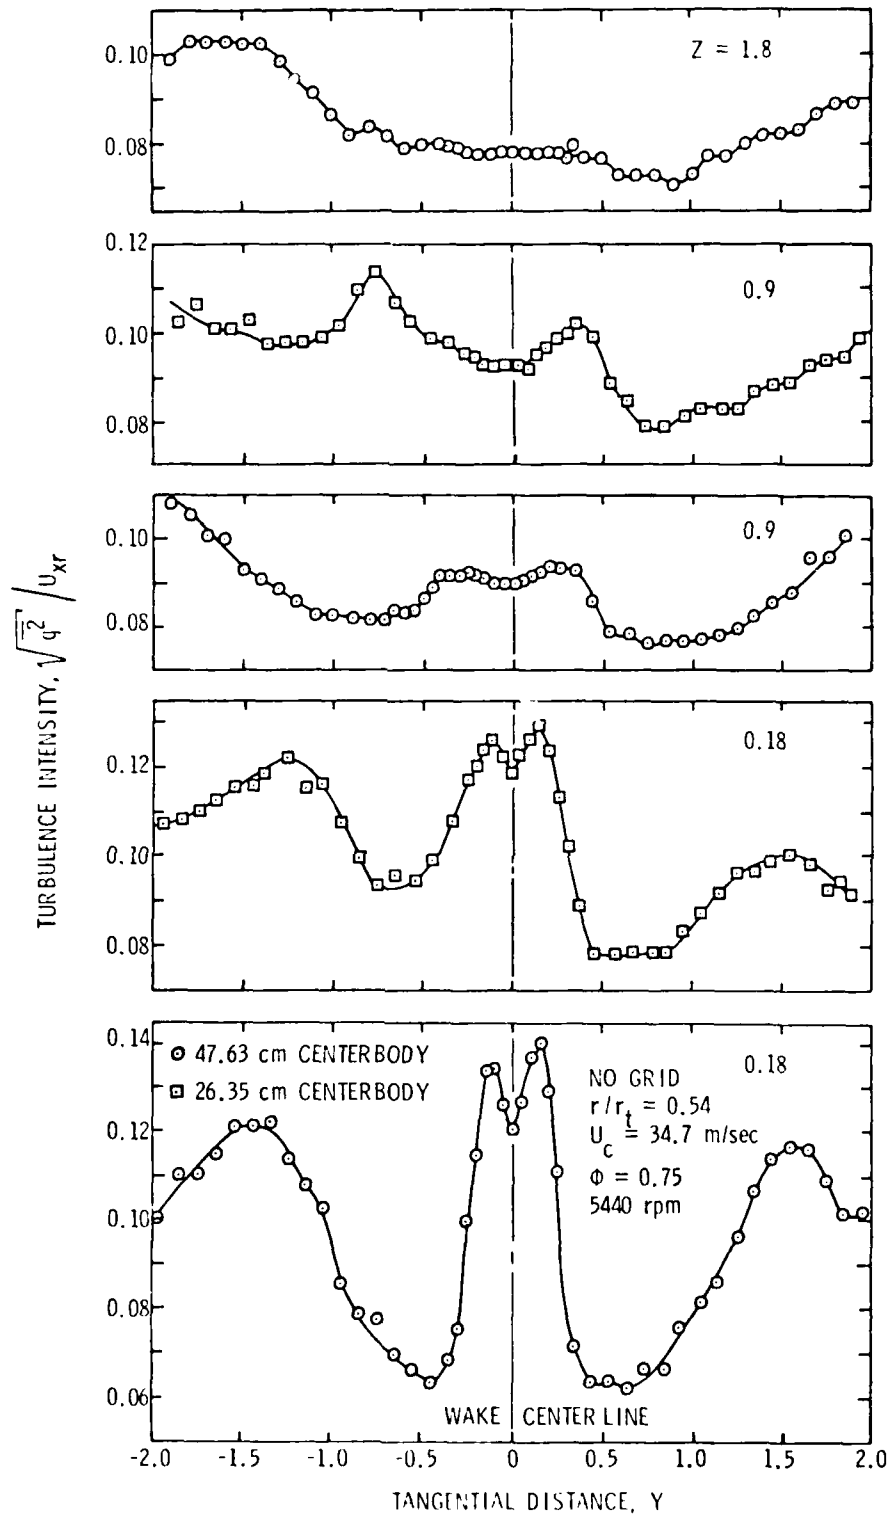 0.10
0.08
Z = 1.8
0.12
0.10
0.08
0.9
0.10
0.08
0.9
0.12
0.10
0.08
0.18
0.14
0.12
0.10
0.08
0.06
0.18
47.63 cm CENTERBODY
26.35 cm CENTERBODY
NO GRID
r/r_t = 0.54
U_c = 34.7 m/sec
Φ = 0.75
5440 rpm
WAKE CENTER LINE
-2.0 -1.5 -1.0 -0.5 0 0.5 1.0 1.5 2.0
TANGENTIAL DISTANCE, Y
TURBULENCE INTENSITY, √q² / U_xr